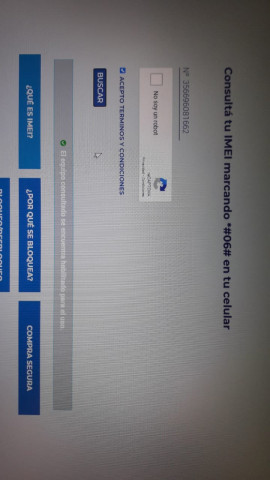 Consultá tu IMEI marcando *#06# en tu celular
N° 356696081662
No soy un robot
reCAPTCHA
Privacidad - Condiciones
ACEPTO TERMINOS Y CONDICIONES
BUSCAR
El equipo consultado se encuentra habilitado para el uso.
¿QUÉ ES IMEI?
¿POR QUÉ SE BLOQUEA?
COMPRA SEGURA